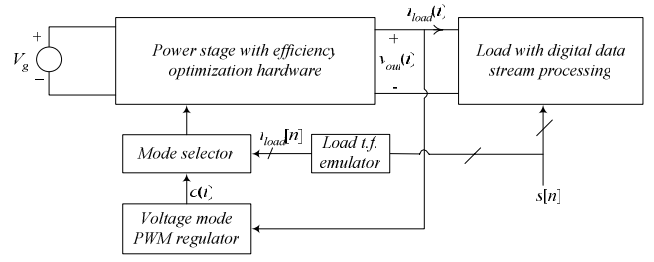 i_load(t)
+
V_g
−
Power stage with efficiency
optimization hardware
+
v_out(t)
-
Load with digital data
stream processing
Mode selector
i_load[n]
Load t.f.
emulator
c(t)
s[n]
Voltage mode
PWM regulator